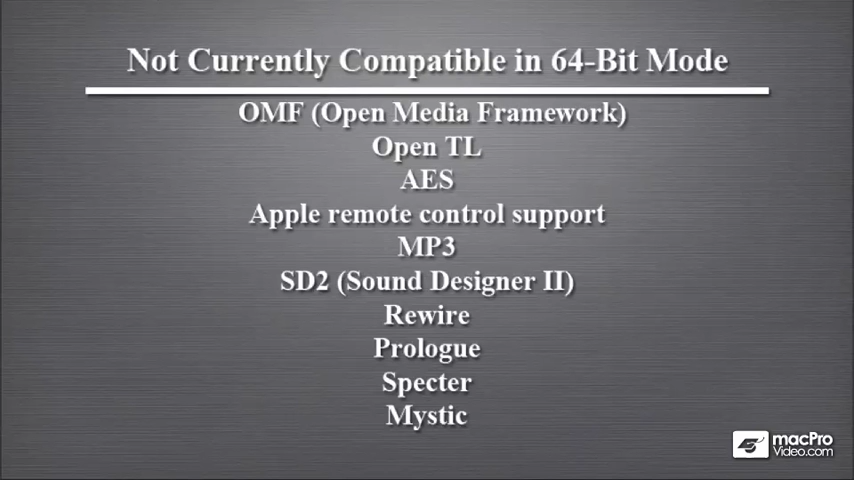 Not Currently Compatible in 64-Bit Mode
OMF (Open Media Framework)
Open TL
AES
Apple remote control support
MP3
SD2 (Sound Designer II)
Rewire
Prologue
Specter
Mystic
macPro
Video.com